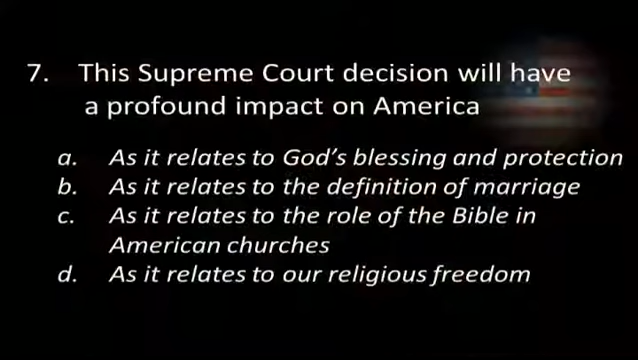 7. This Supreme Court decision will have
a profound impact on America
a. As it relates to God's blessing and protection
b. As it relates to the definition of marriage
c. As it relates to the role of the Bible in
American churches
d. As it relates to our religious freedom